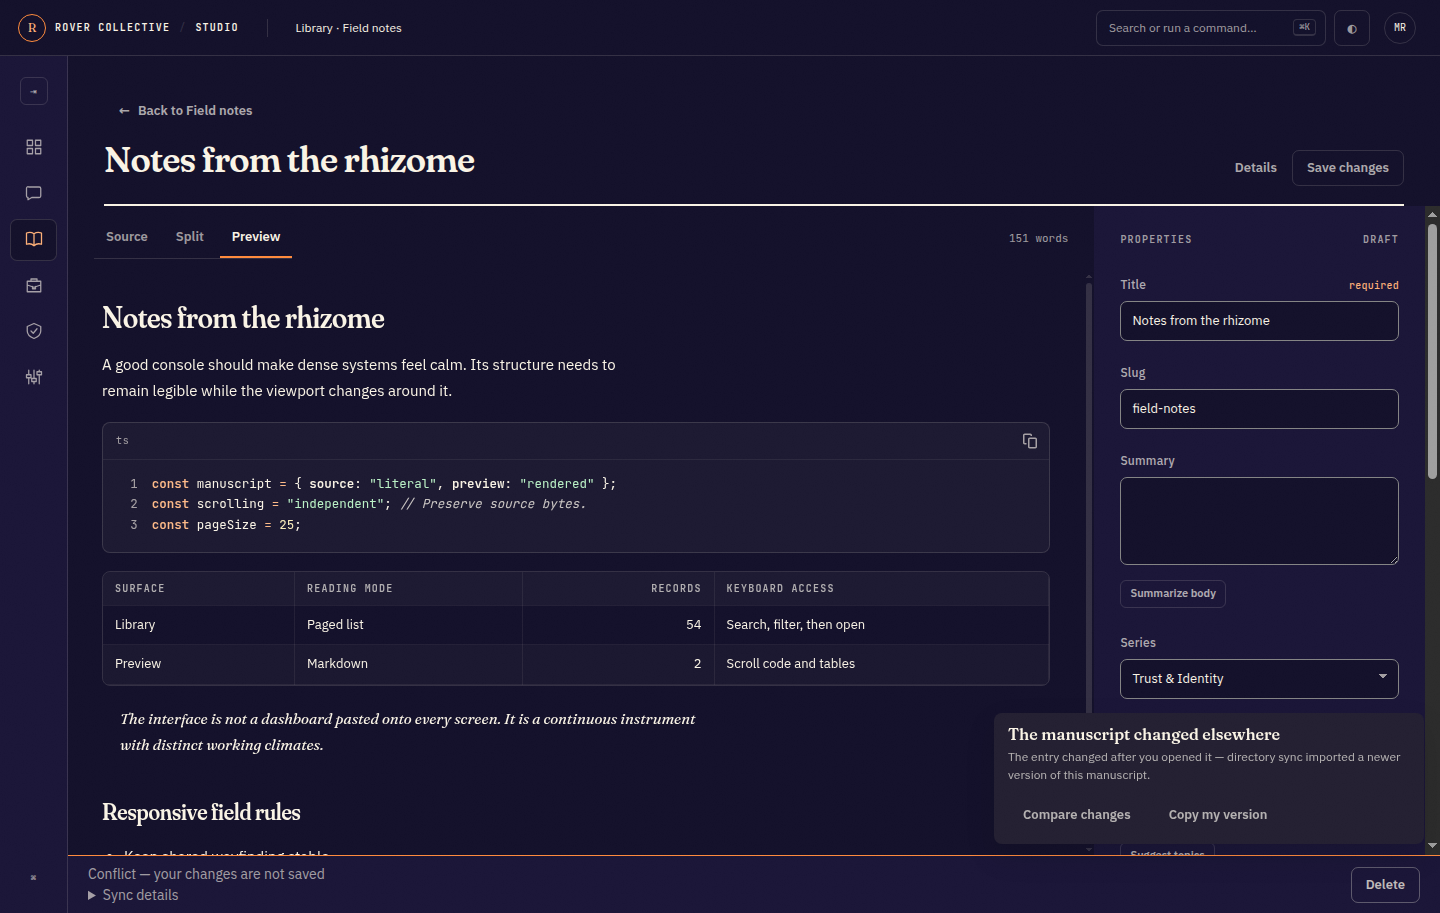 R ROVER COLLECTIVE / STUDIO
Library · Field notes
Search or run a command... ⌘K
MR
← Back to Field notes
Notes from the rhizome
Details
Save changes
Source Split Preview
151 words
Notes from the rhizome
A good console should make dense systems feel calm. Its structure needs to
remain legible while the viewport changes around it.
ts
1 const manuscript = { source: "literal", preview: "rendered" };
2 const scrolling = "independent"; // Preserve source bytes.
3 const pageSize = 25;
SURFACE READING MODE RECORDS KEYBOARD ACCESS
Library Paged list 54 Search, filter, then open
Preview Markdown 2 Scroll code and tables
The interface is not a dashboard pasted onto every screen. It is a continuous instrument
with distinct working climates.
Responsive field rules
Keep shared wayfinding stable
PROPERTIES DRAFT
Title required
Notes from the rhizome
Slug
field-notes
Summary
Summarize body
Series
Trust & Identity
The manuscript changed elsewhere
The entry changed after you opened it — directory sync imported a newer
version of this manuscript.
Compare changes Copy my version
Suggest topics
⌘
Conflict — your changes are not saved
▶ Sync details
Delete